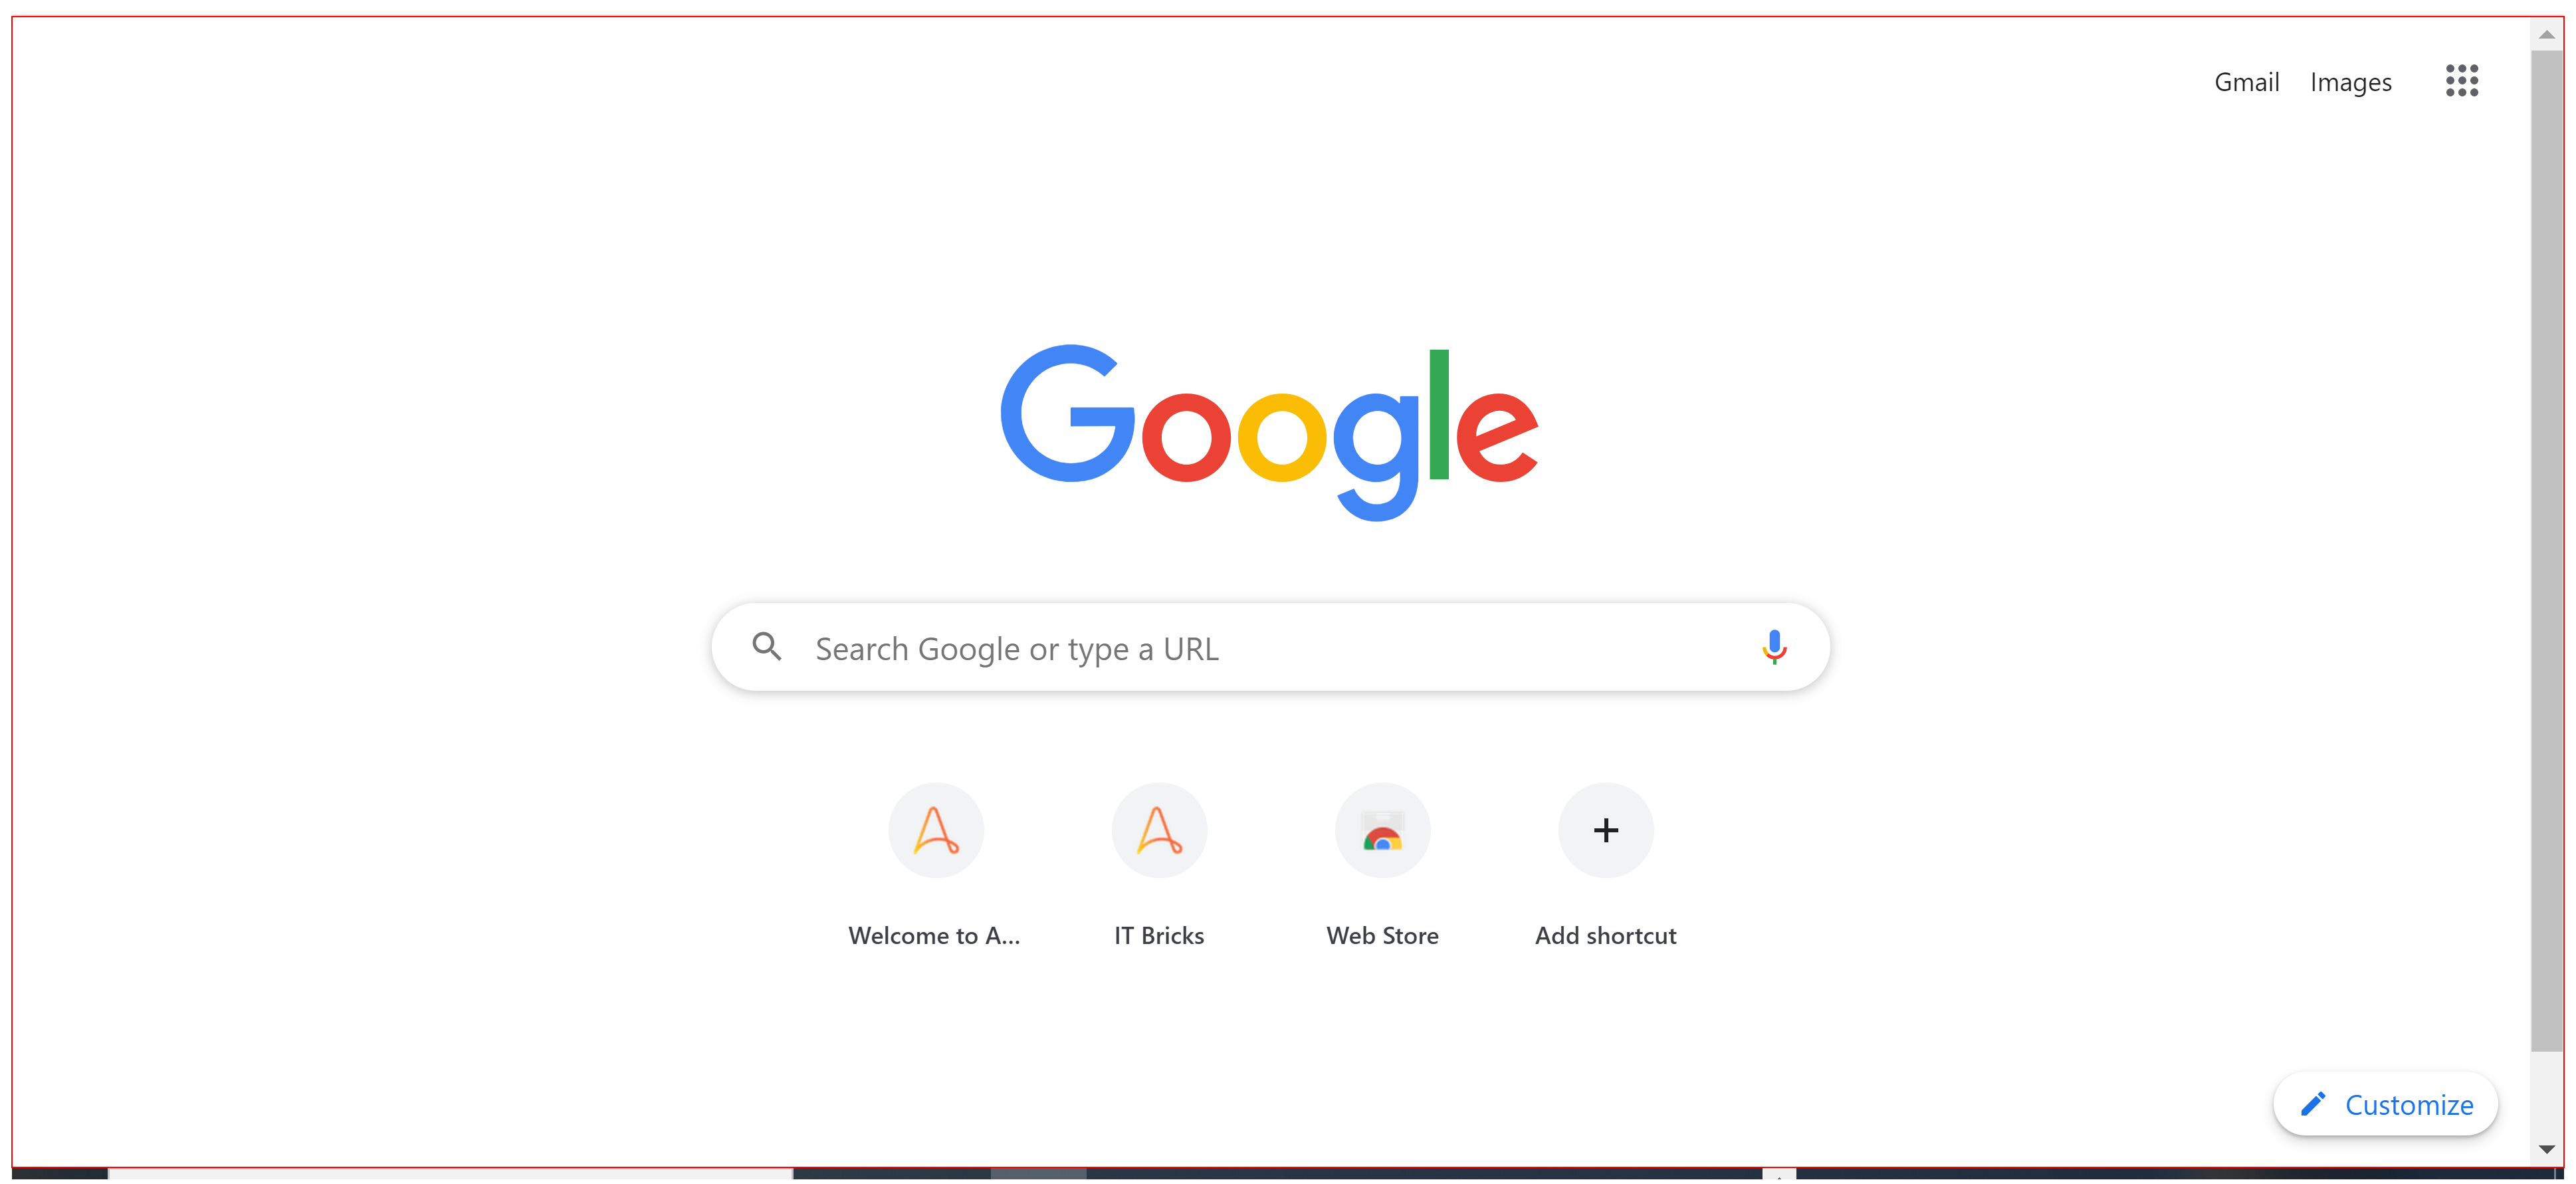 Gmail Images
Google
Search Google or type a URL
Welcome to A...
IT Bricks
Web Store
Add shortcut
Customize